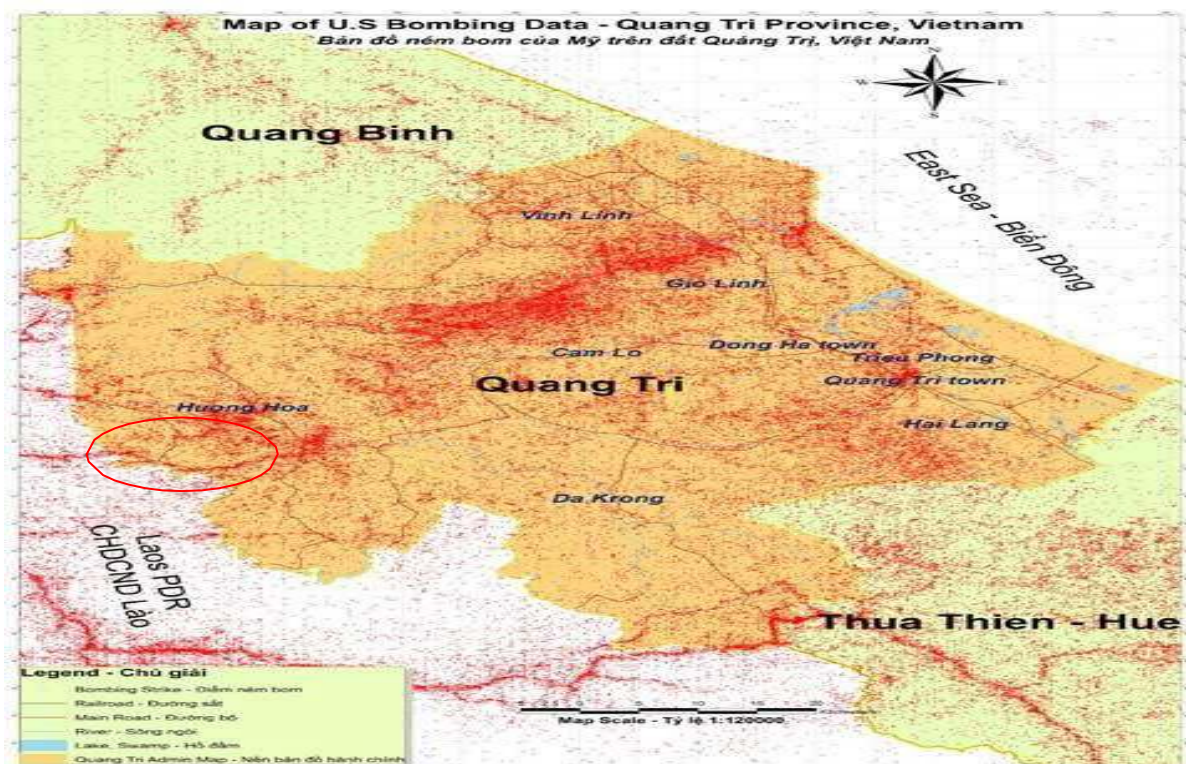 Map of U.S Bombing Data - Quang Tri Province, Vietnam
Bản đồ ném bom của Mỹ trên đất Quảng Trị, Việt Nam
N
W
E
S
Quang Binh
East Sea - Biển Đông
Vinh Linh
Gio Linh
Dong Ha town
Cam Lo
Trieu Phong
Quang Tri
Quang Tri town
Huong Hoa
Hai Lang
Da Krong
Laos PDR
CHDCND Lào
Thua Thien - Hue
Legend - Chú giải
Bombing Strike - Điểm ném bom
Railroad - Đường sắt
Main Road - Đường bộ
River - Sông ngòi
Lake, Swamp - Hồ đầm
Quang Tri Admin Map - Nền bản đồ hành chính
Map Scale - Tỷ lệ 1:120000